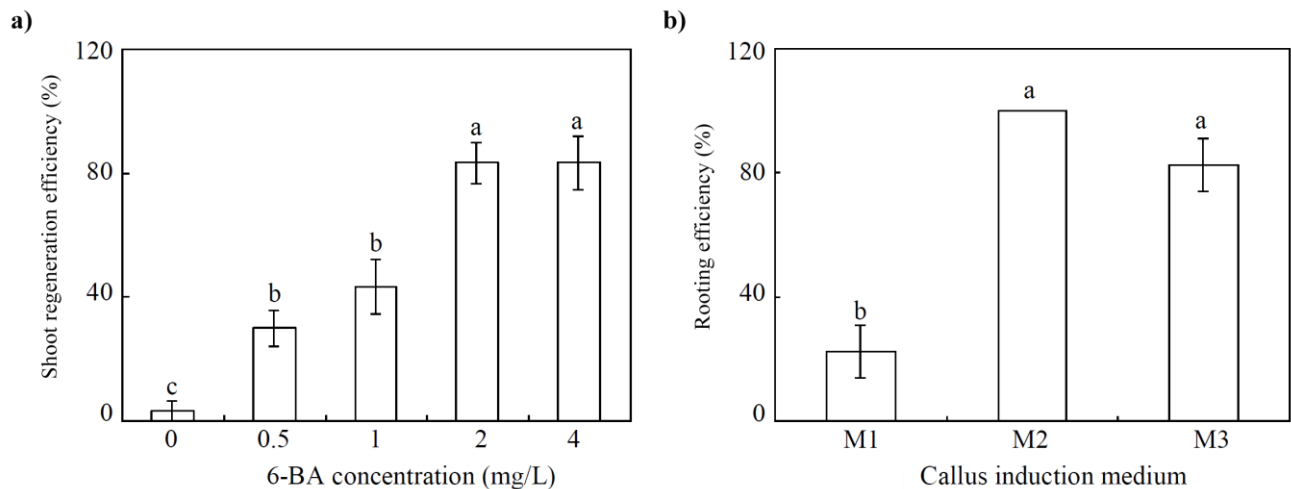 a)
Shoot regeneration efficiency (%)
120
80
40
0
c
b
b
a
a
0 0.5 1 2 4
6-BA concentration (mg/L)
b)
Rooting efficiency (%)
120
80
40
0
b
a
a
M1 M2 M3
Callus induction medium